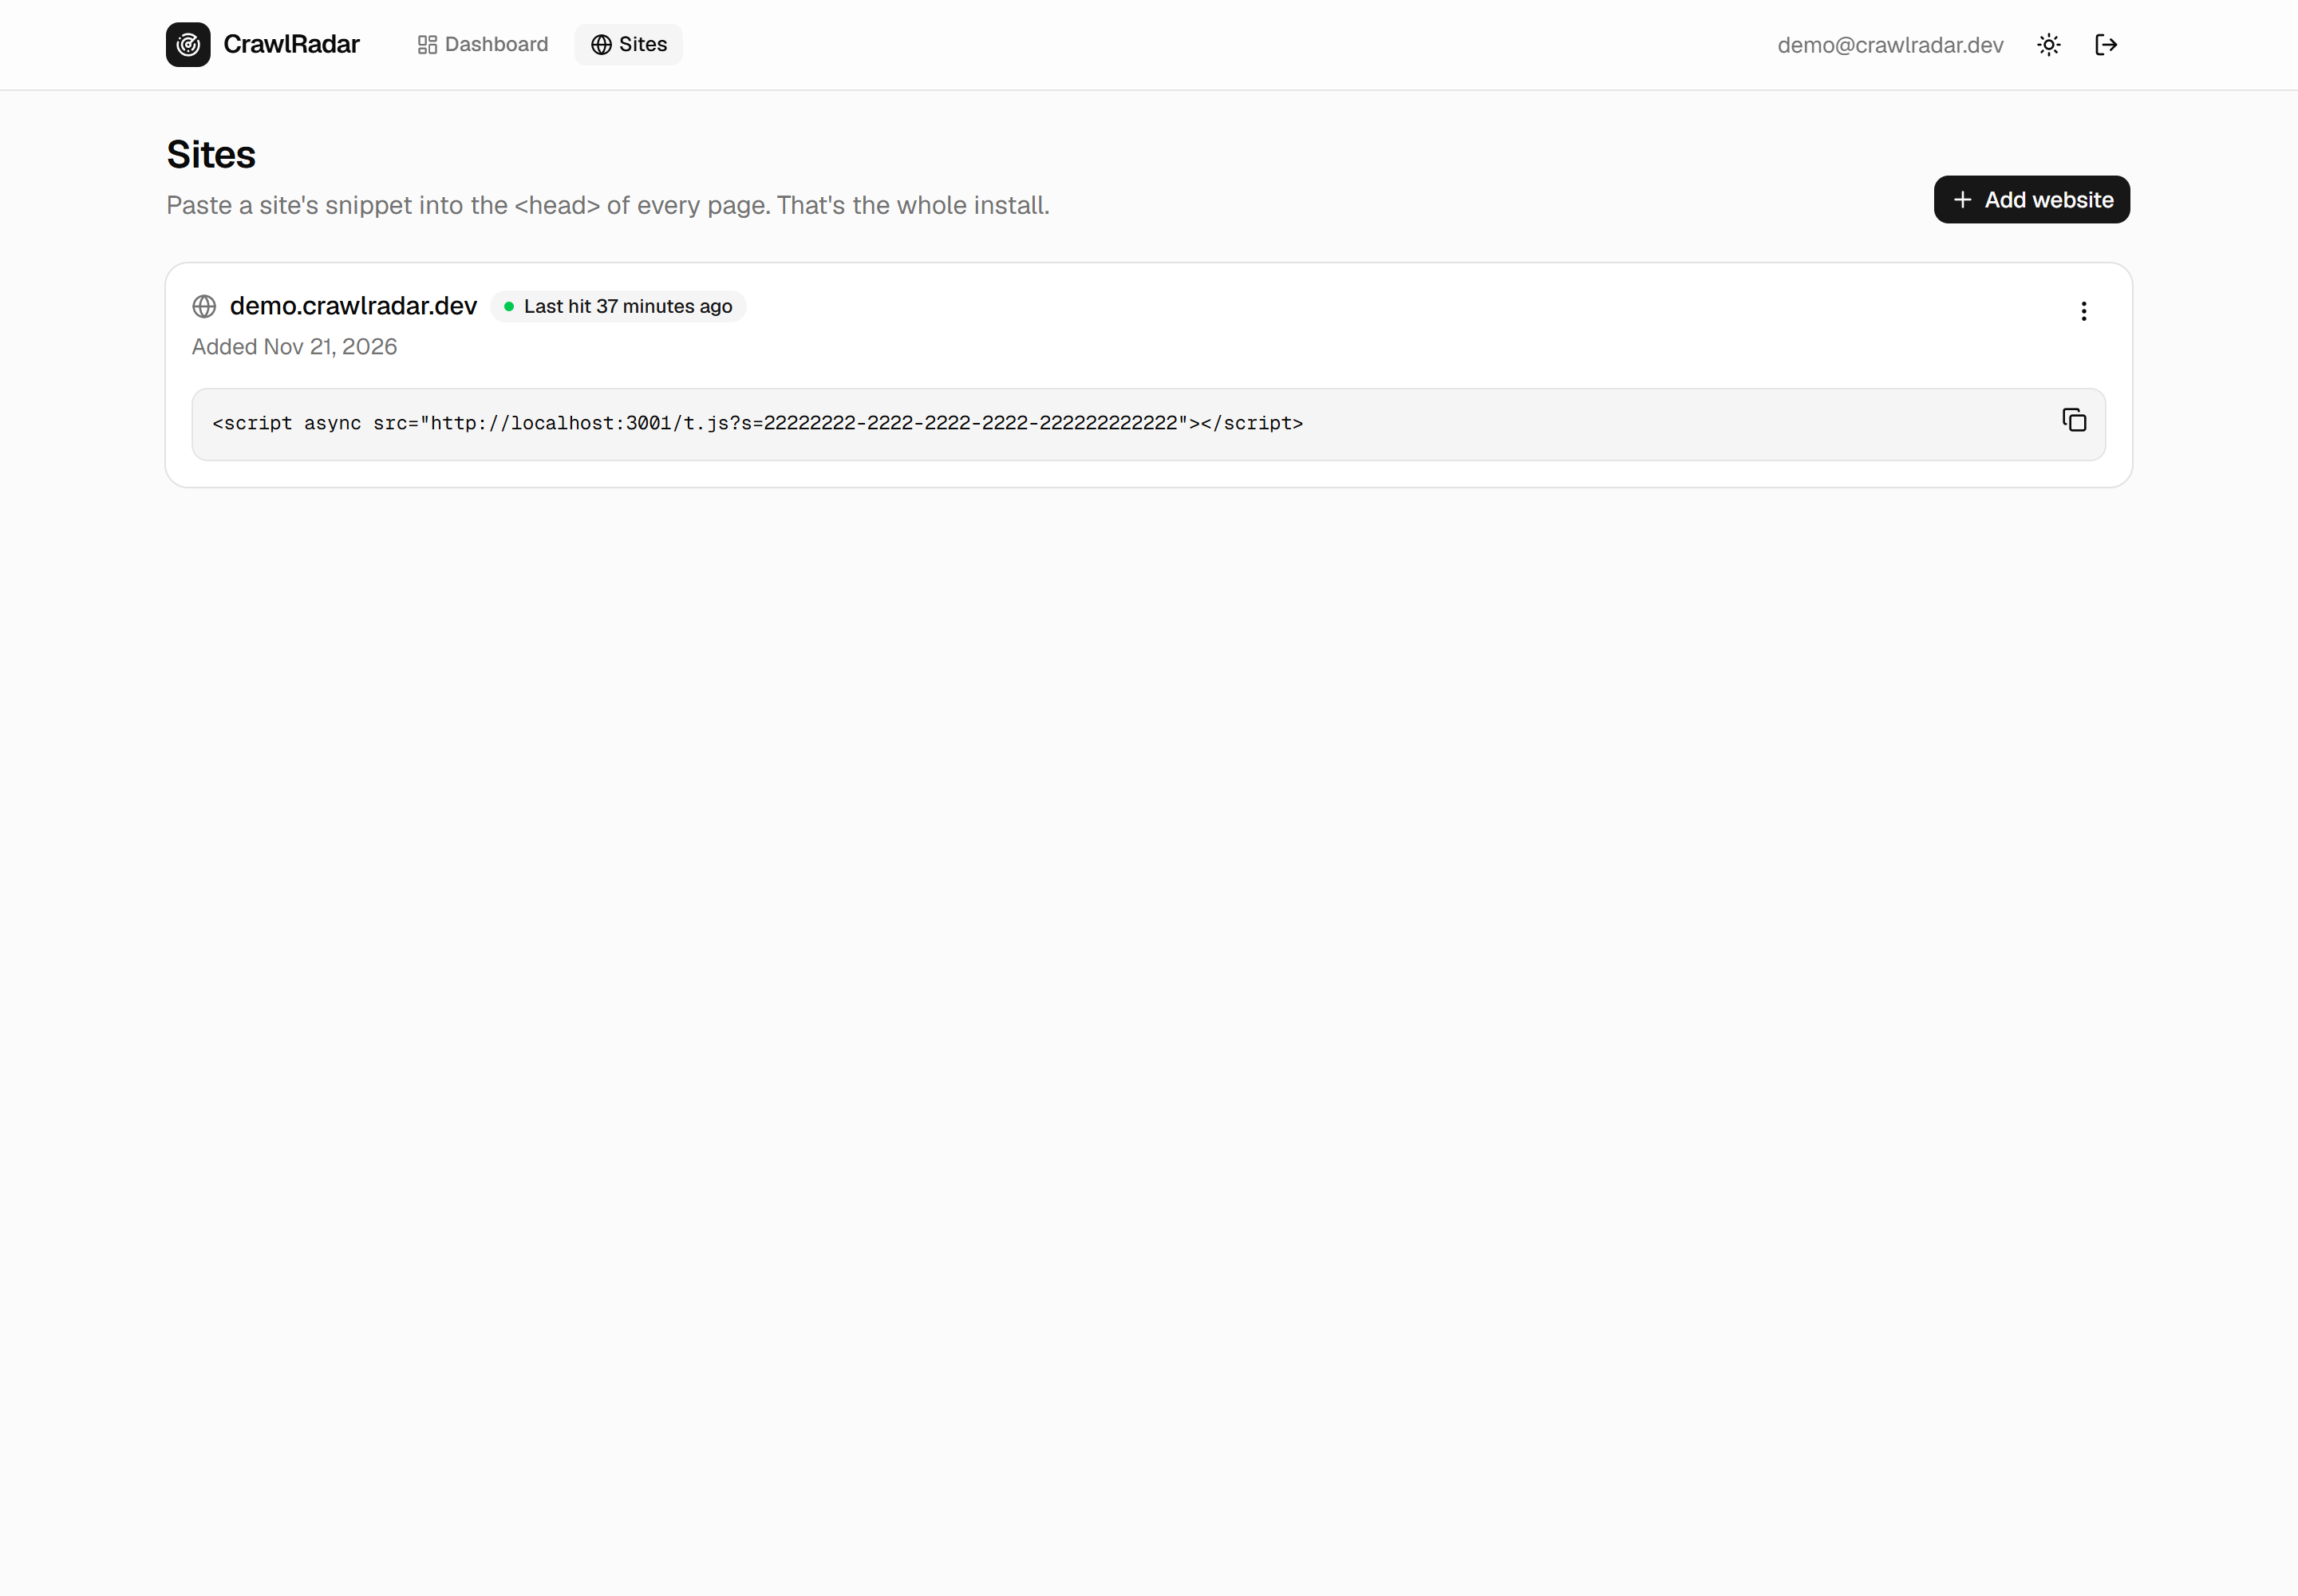 CrawlRadar Dashboard Sites demo@crawlradar.dev
Sites
Paste a site's snippet into the <head> of every page. That's the whole install.
Add website
demo.crawlradar.dev Last hit 37 minutes ago
Added Nov 21, 2026
<script async src="http://localhost:3001/t.js?s=22222222-2222-2222-2222-222222222222"></script>